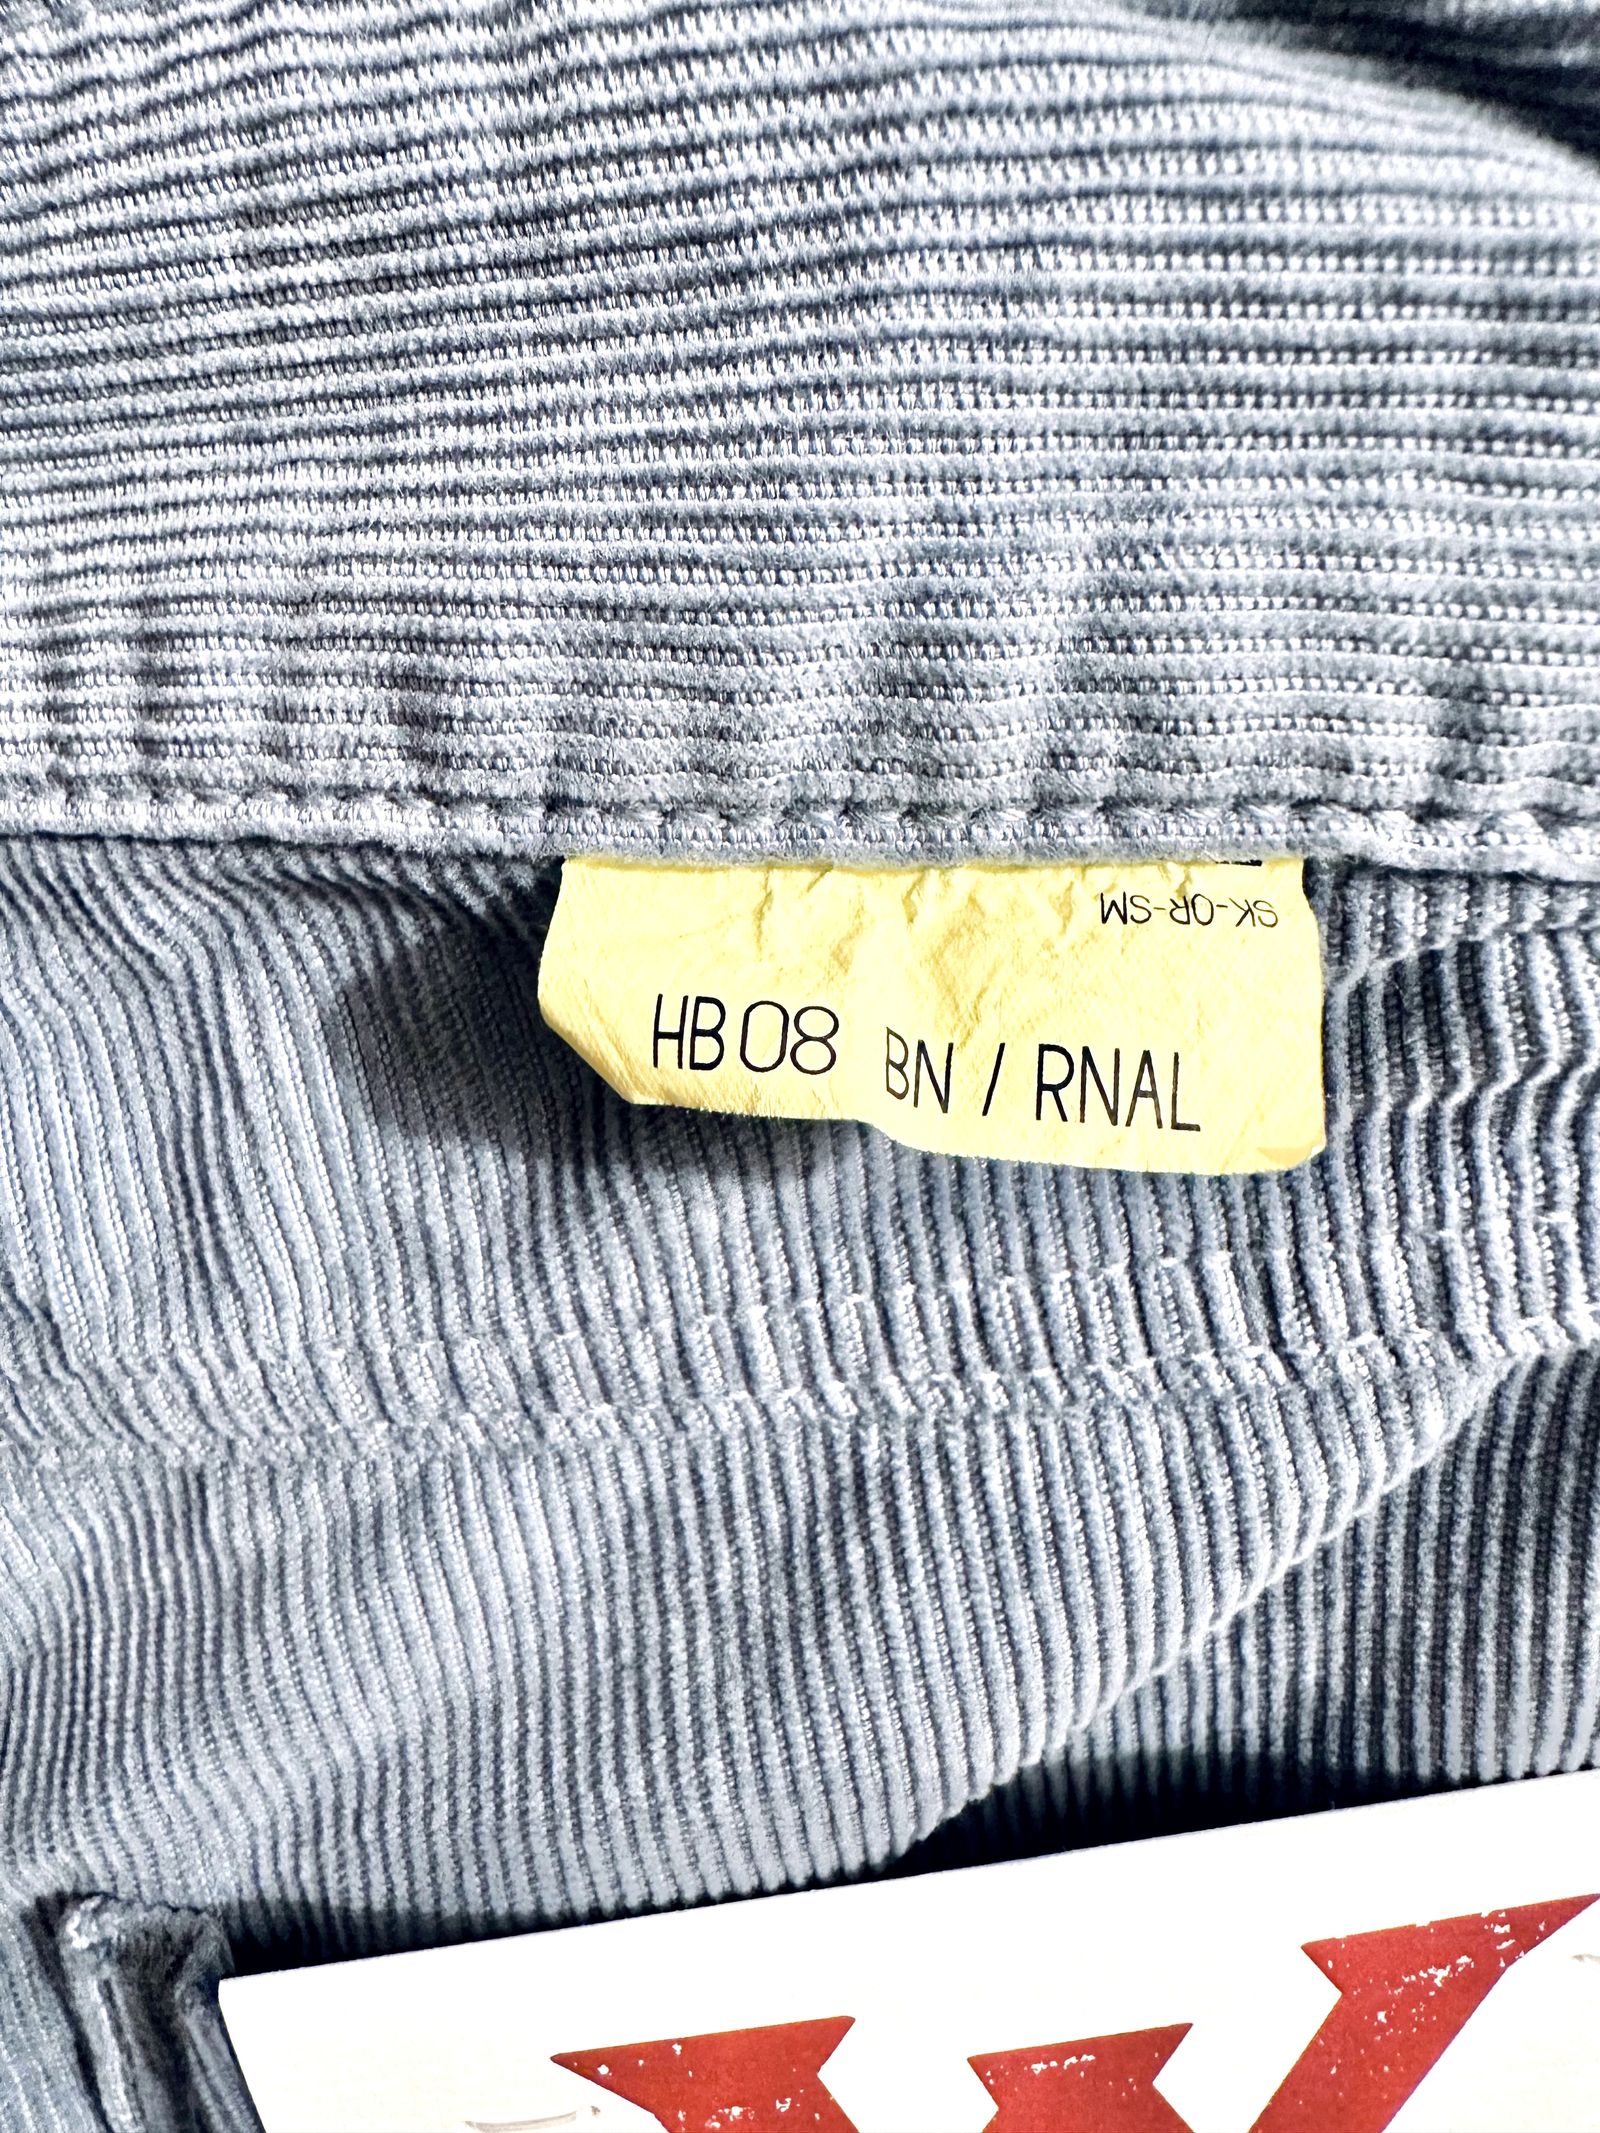 SK-OR-SM
HB08 BN / RNAL
W